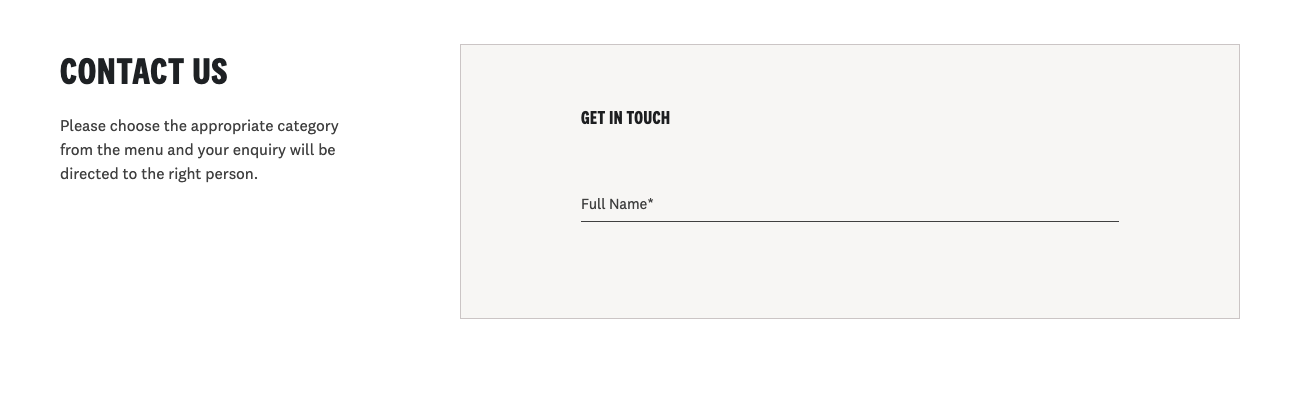 CONTACT US
Please choose the appropriate category
from the menu and your enquiry will be
directed to the right person.
GET IN TOUCH
Full Name*